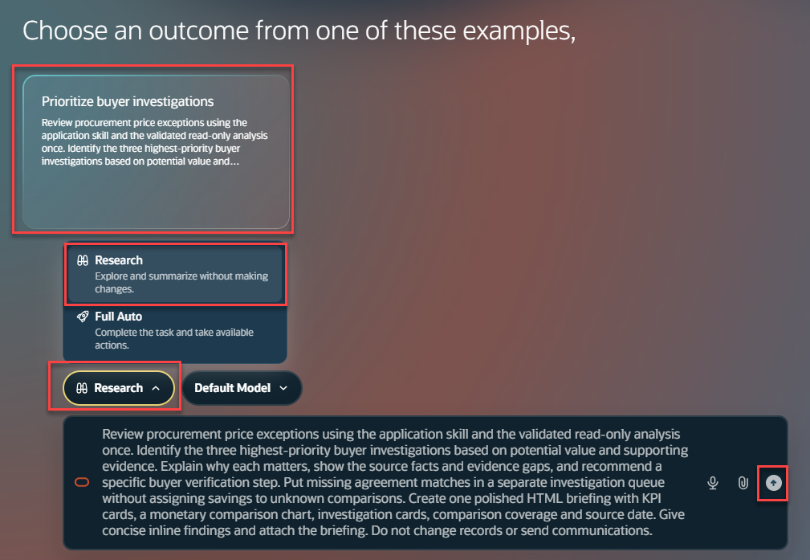 Choose an outcome from one of these examples,
Prioritize buyer investigations
Review procurement price exceptions using the
application skill and the validated read-only analysis
once. Identify the three highest-priority buyer
investigations based on potential value and...
Research
Explore and summarize without making
changes.
Full Auto
Complete the task and take available
actions.
Research
Default Model
Review procurement price exceptions using the application skill and the validated read-only analysis
once. Identify the three highest-priority buyer investigations based on potential value and supporting
evidence. Explain why each matters, show the source facts and evidence gaps, and recommend a
specific buyer verification step. Put missing agreement matches in a separate investigation queue
without assigning savings to unknown comparisons. Create one polished HTML briefing with KPI
cards, a monetary comparison chart, investigation cards, comparison coverage and source date. Give
concise inline findings and attach the briefing. Do not change records or send communications.